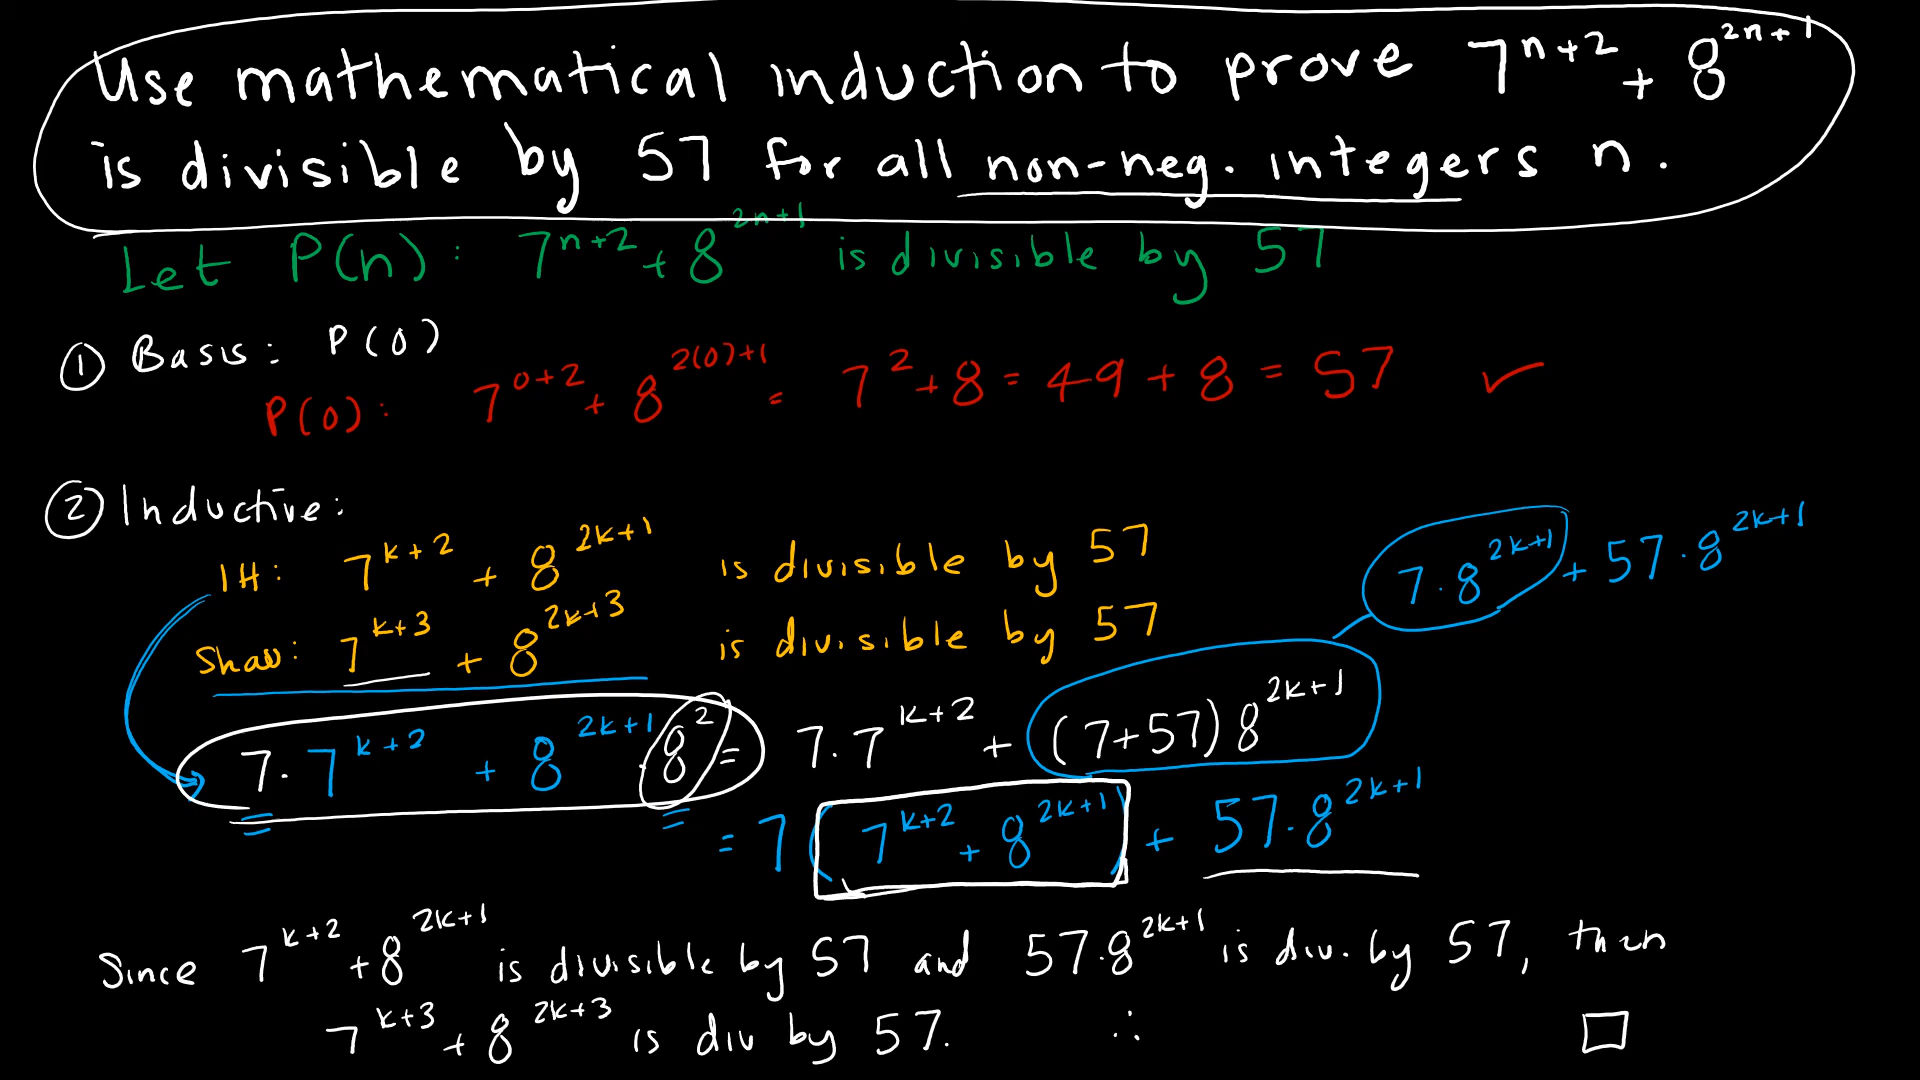 Use mathematical induction to prove 7^{n+2} + 8^{2n+1}
is divisible by 57 for all non-neg. integers n.
Let P(n): 7^{n+2} + 8^{2n+1} is divisible by 57
① Basis: P(0)
P(0): 7^{0+2} + 8^{2(0)+1} = 7^2 + 8 = 49 + 8 = 57 ✓
② Inductive:
IH: 7^{k+2} + 8^{2k+1} is divisible by 57
7·8^{2k+1} + 57·8^{2k+1}
Show: 7^{k+3} + 8^{2k+3} is divisible by 57
7·7^{k+2} + 8^{2k+1}·8^2 = 7·7^{k+2} + (7+57)8^{2k+1}
= 7(7^{k+2} + 8^{2k+1}) + 57·8^{2k+1}
Since 7^{k+2} + 8^{2k+1} is divisible by 57 and 57·8^{2k+1} is div. by 57, then
7^{k+3} + 8^{2k+3} is div by 57. ∴ □